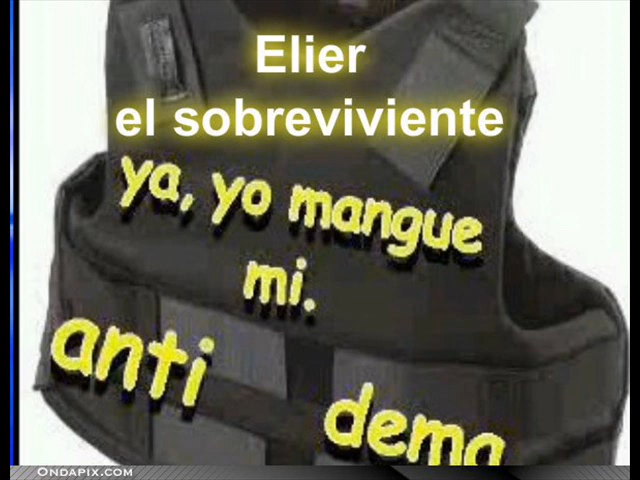 Elier
el sobreviviente
ya, yo mangue
mi.
anti
dema
ONDAPIX.COM